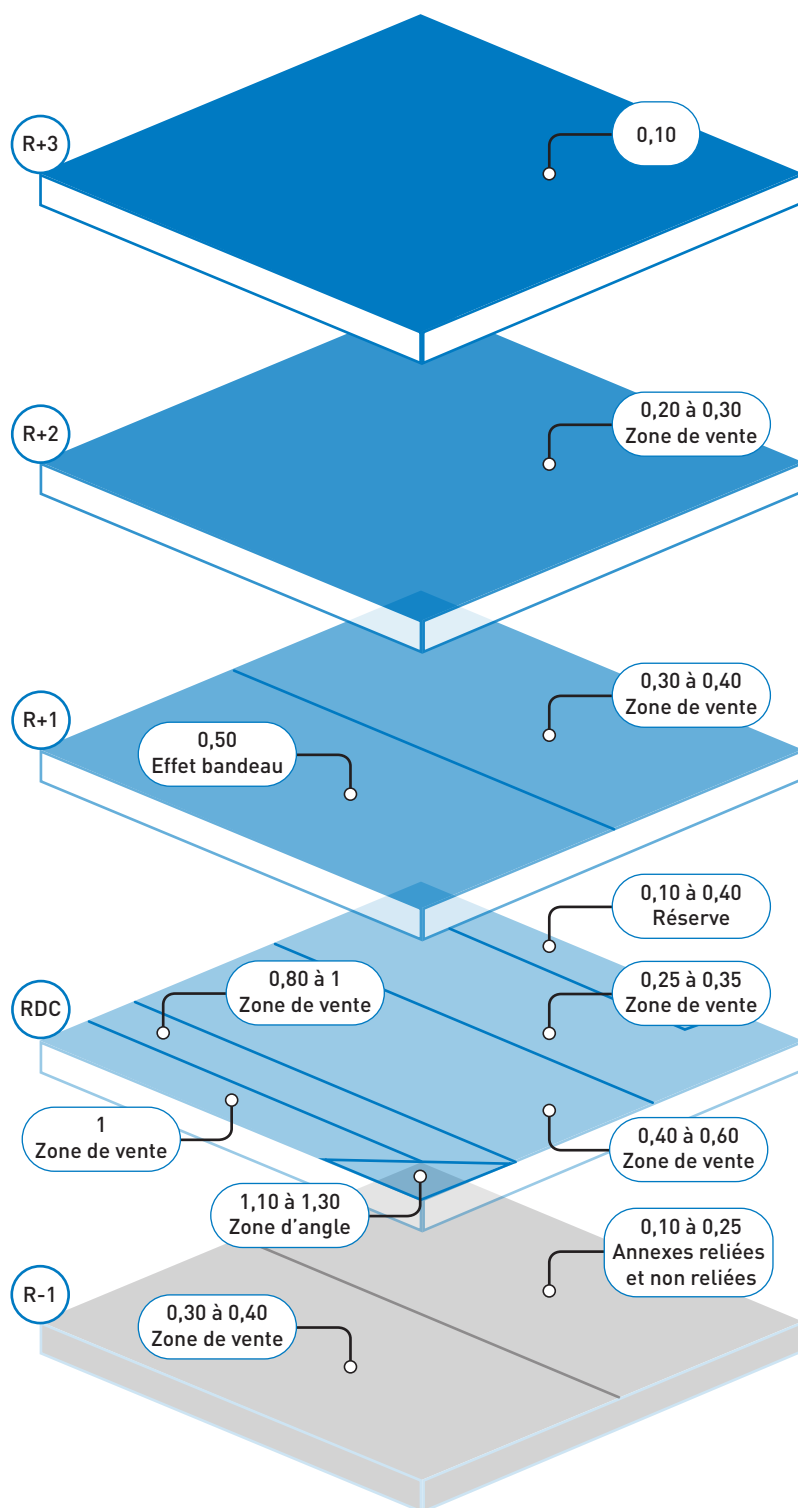 R+3
0,10
R+2
0,20 à 0,30
Zone de vente
R+1
0,30 à 0,40
Zone de vente
0,50
Effet bandeau
0,10 à 0,40
Réserve
RDC
0,80 à 1
Zone de vente
0,25 à 0,35
Zone de vente
1
Zone de vente
0,40 à 0,60
Zone de vente
1,10 à 1,30
Zone d’angle
0,10 à 0,25
Annexes reliées
et non reliées
R-1
0,30 à 0,40
Zone de vente